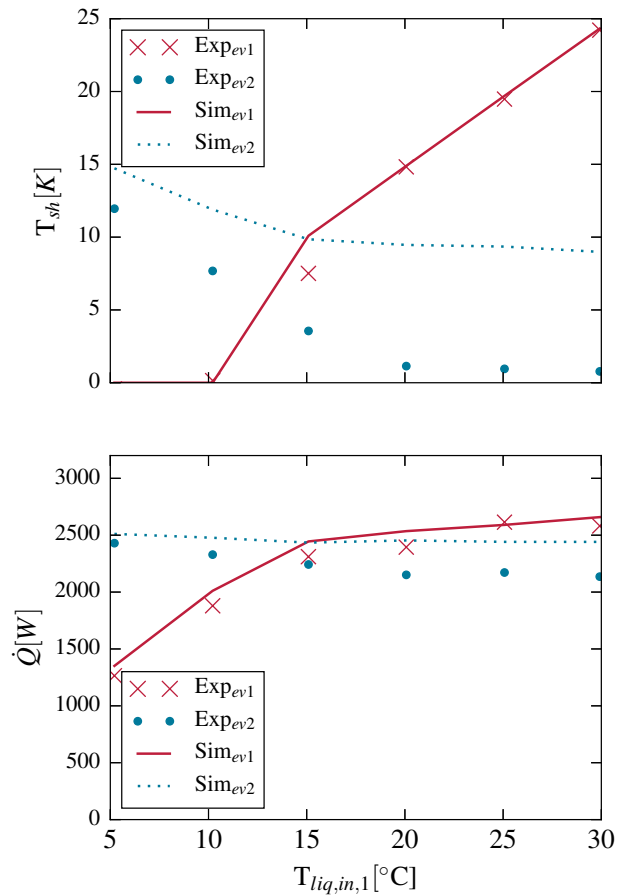 25
20
15
10
5
0
T_sh[K]
Exp_ev1
Exp_ev2
Sim_ev1
Sim_ev2
3000
2500
2000
1500
1000
500
0
Q̇[W]
Exp_ev1
Exp_ev2
Sim_ev1
Sim_ev2
5 10 15 20 25 30
T_liq,in,1[°C]